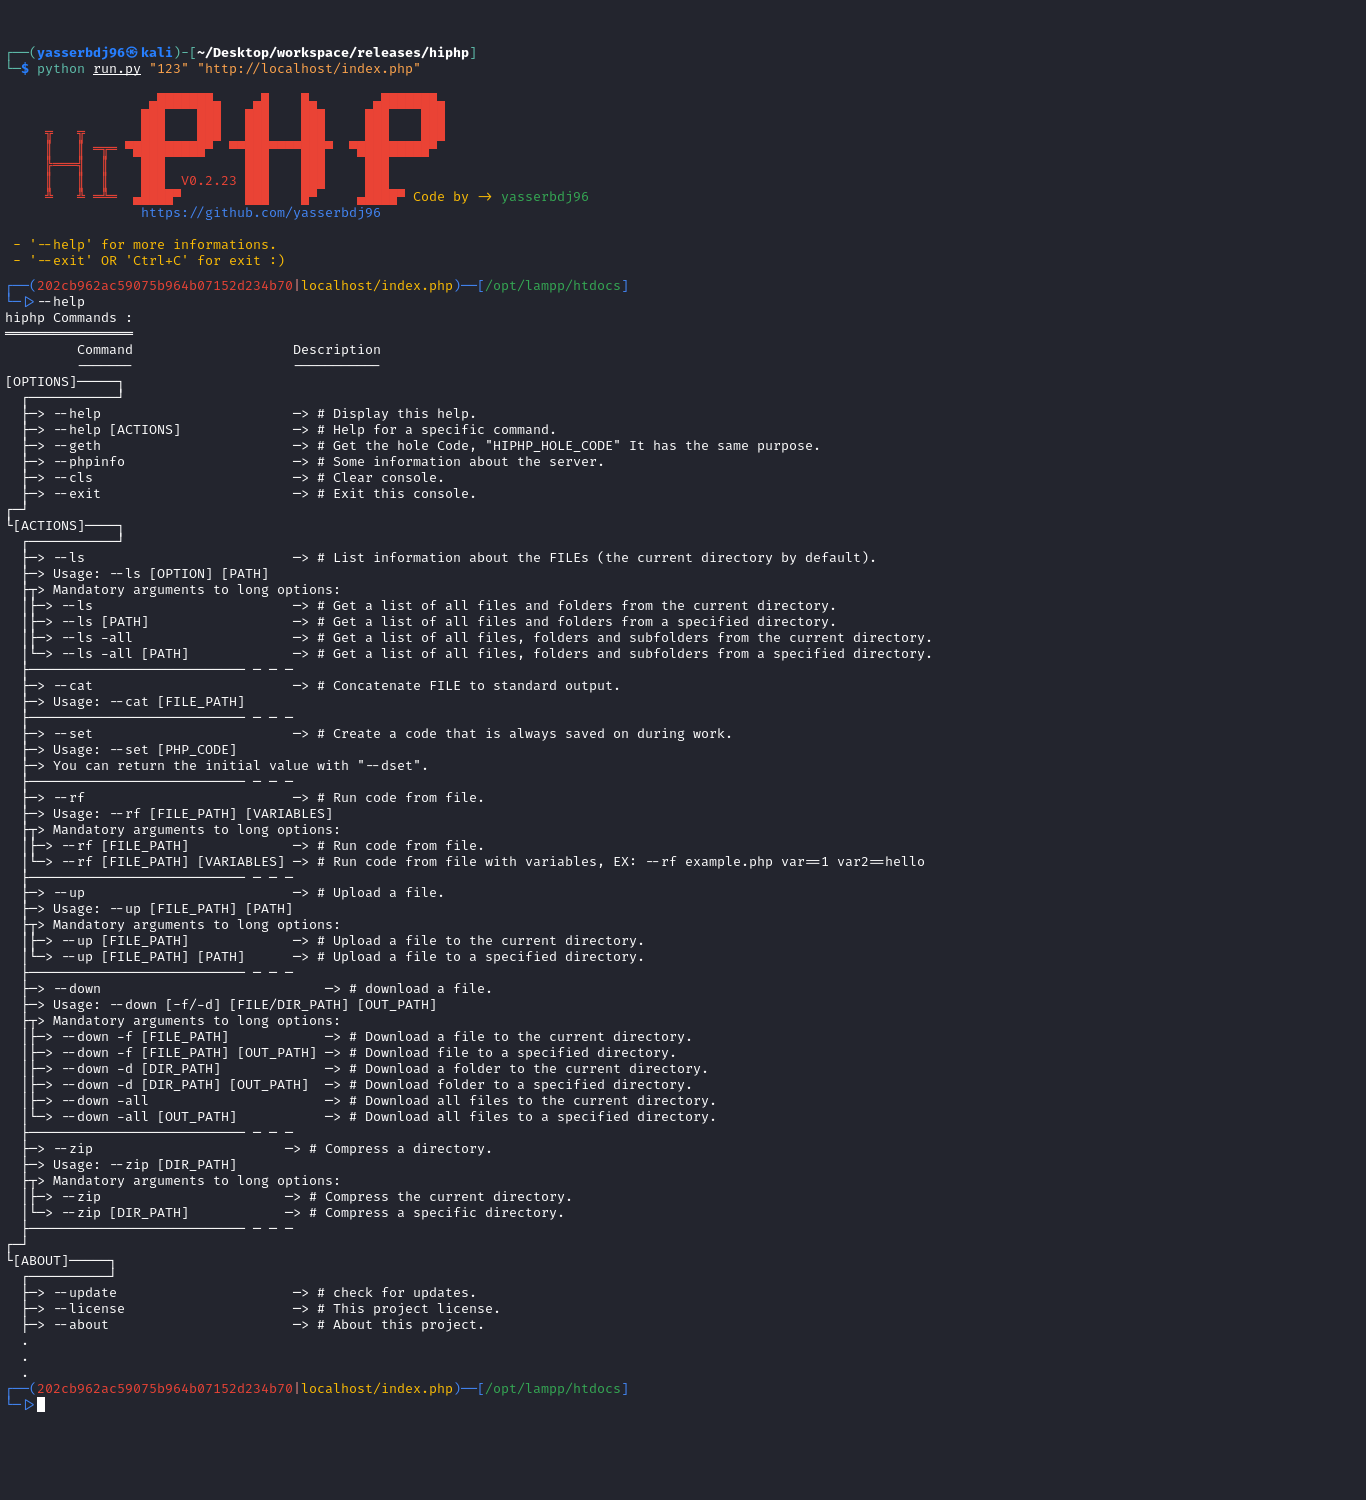 ┌──(yasserbdj96㉿kali)-[~/Desktop/workspace/releases/hiphp]
└─$ python run.py "123" "http://localhost/index.php"
HI PHP
V0.2.23
Code by -> yasserbdj96
https://github.com/yasserbdj96
- '--help' for more informations.
- '--exit' OR 'Ctrl+C' for exit :)
┌──(202cb962ac59075b964b07152d234b70|localhost/index.php)──[/opt/lampp/htdocs]
└─▷--help
hiphp Commands :
════════════════
Command Description
─────── ───────────
[OPTIONS]─────┐
┌───────────┘
├─> --help ─> # Display this help.
├─> --help [ACTIONS] ─> # Help for a specific command.
├─> --geth ─> # Get the hole Code, "HIPHP_HOLE_CODE" It has the same purpose.
├─> --phpinfo ─> # Some information about the server.
├─> --cls ─> # Clear console.
├─> --exit ─> # Exit this console.
┌─┘
└[ACTIONS]────┐
┌───────────┘
├─> --ls ─> # List information about the FILEs (the current directory by default).
├─> Usage: --ls [OPTION] [PATH]
├┬> Mandatory arguments to long options:
│├─> --ls ─> # Get a list of all files and folders from the current directory.
│├─> --ls [PATH] ─> # Get a list of all files and folders from a specified directory.
│├─> --ls -all ─> # Get a list of all files, folders and subfolders from the current directory.
│└─> --ls -all [PATH] ─> # Get a list of all files, folders and subfolders from a specified directory.
├─────────────────────────── ─ ─ ─
├─> --cat ─> # Concatenate FILE to standard output.
├─> Usage: --cat [FILE_PATH]
├─────────────────────────── ─ ─ ─
├─> --set ─> # Create a code that is always saved on during work.
├─> Usage: --set [PHP_CODE]
├─> You can return the initial value with "--dset".
├─────────────────────────── ─ ─ ─
├─> --rf ─> # Run code from file.
├─> Usage: --rf [FILE_PATH] [VARIABLES]
├┬> Mandatory arguments to long options:
│├─> --rf [FILE_PATH] ─> # Run code from file.
│└─> --rf [FILE_PATH] [VARIABLES] ─> # Run code from file with variables, EX: --rf example.php var==1 var2==hello
├─────────────────────────── ─ ─ ─
├─> --up ─> # Upload a file.
├─> Usage: --up [FILE_PATH] [PATH]
├┬> Mandatory arguments to long options:
│├─> --up [FILE_PATH] ─> # Upload a file to the current directory.
│└─> --up [FILE_PATH] [PATH] ─> # Upload a file to a specified directory.
├─────────────────────────── ─ ─ ─
├─> --down ─> # download a file.
├─> Usage: --down [-f/-d] [FILE/DIR_PATH] [OUT_PATH]
├┬> Mandatory arguments to long options:
│├─> --down -f [FILE_PATH] ─> # Download a file to the current directory.
│├─> --down -f [FILE_PATH] [OUT_PATH] ─> # Download file to a specified directory.
│├─> --down -d [DIR_PATH] ─> # Download a folder to the current directory.
│├─> --down -d [DIR_PATH] [OUT_PATH] ─> # Download folder to a specified directory.
│├─> --down -all ─> # Download all files to the current directory.
│└─> --down -all [OUT_PATH] ─> # Download all files to a specified directory.
├─────────────────────────── ─ ─ ─
├─> --zip ─> # Compress a directory.
├─> Usage: --zip [DIR_PATH]
├┬> Mandatory arguments to long options:
│├─> --zip ─> # Compress the current directory.
│└─> --zip [DIR_PATH] ─> # Compress a specific directory.
├─────────────────────────── ─ ─ ─
┌─┘
└[ABOUT]─────┐
┌──────────┘
├─> --update ─> # check for updates.
├─> --license ─> # This project license.
├─> --about ─> # About this project.
.
.
.
┌──(202cb962ac59075b964b07152d234b70|localhost/index.php)──[/opt/lampp/htdocs]
└─▷